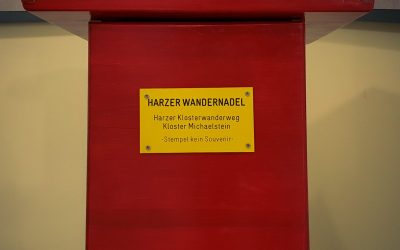 HARZER WANDERNADEL
Harzer Klosterwanderweg
Kloster Michaelstein
-Stempel kein Souvenir-